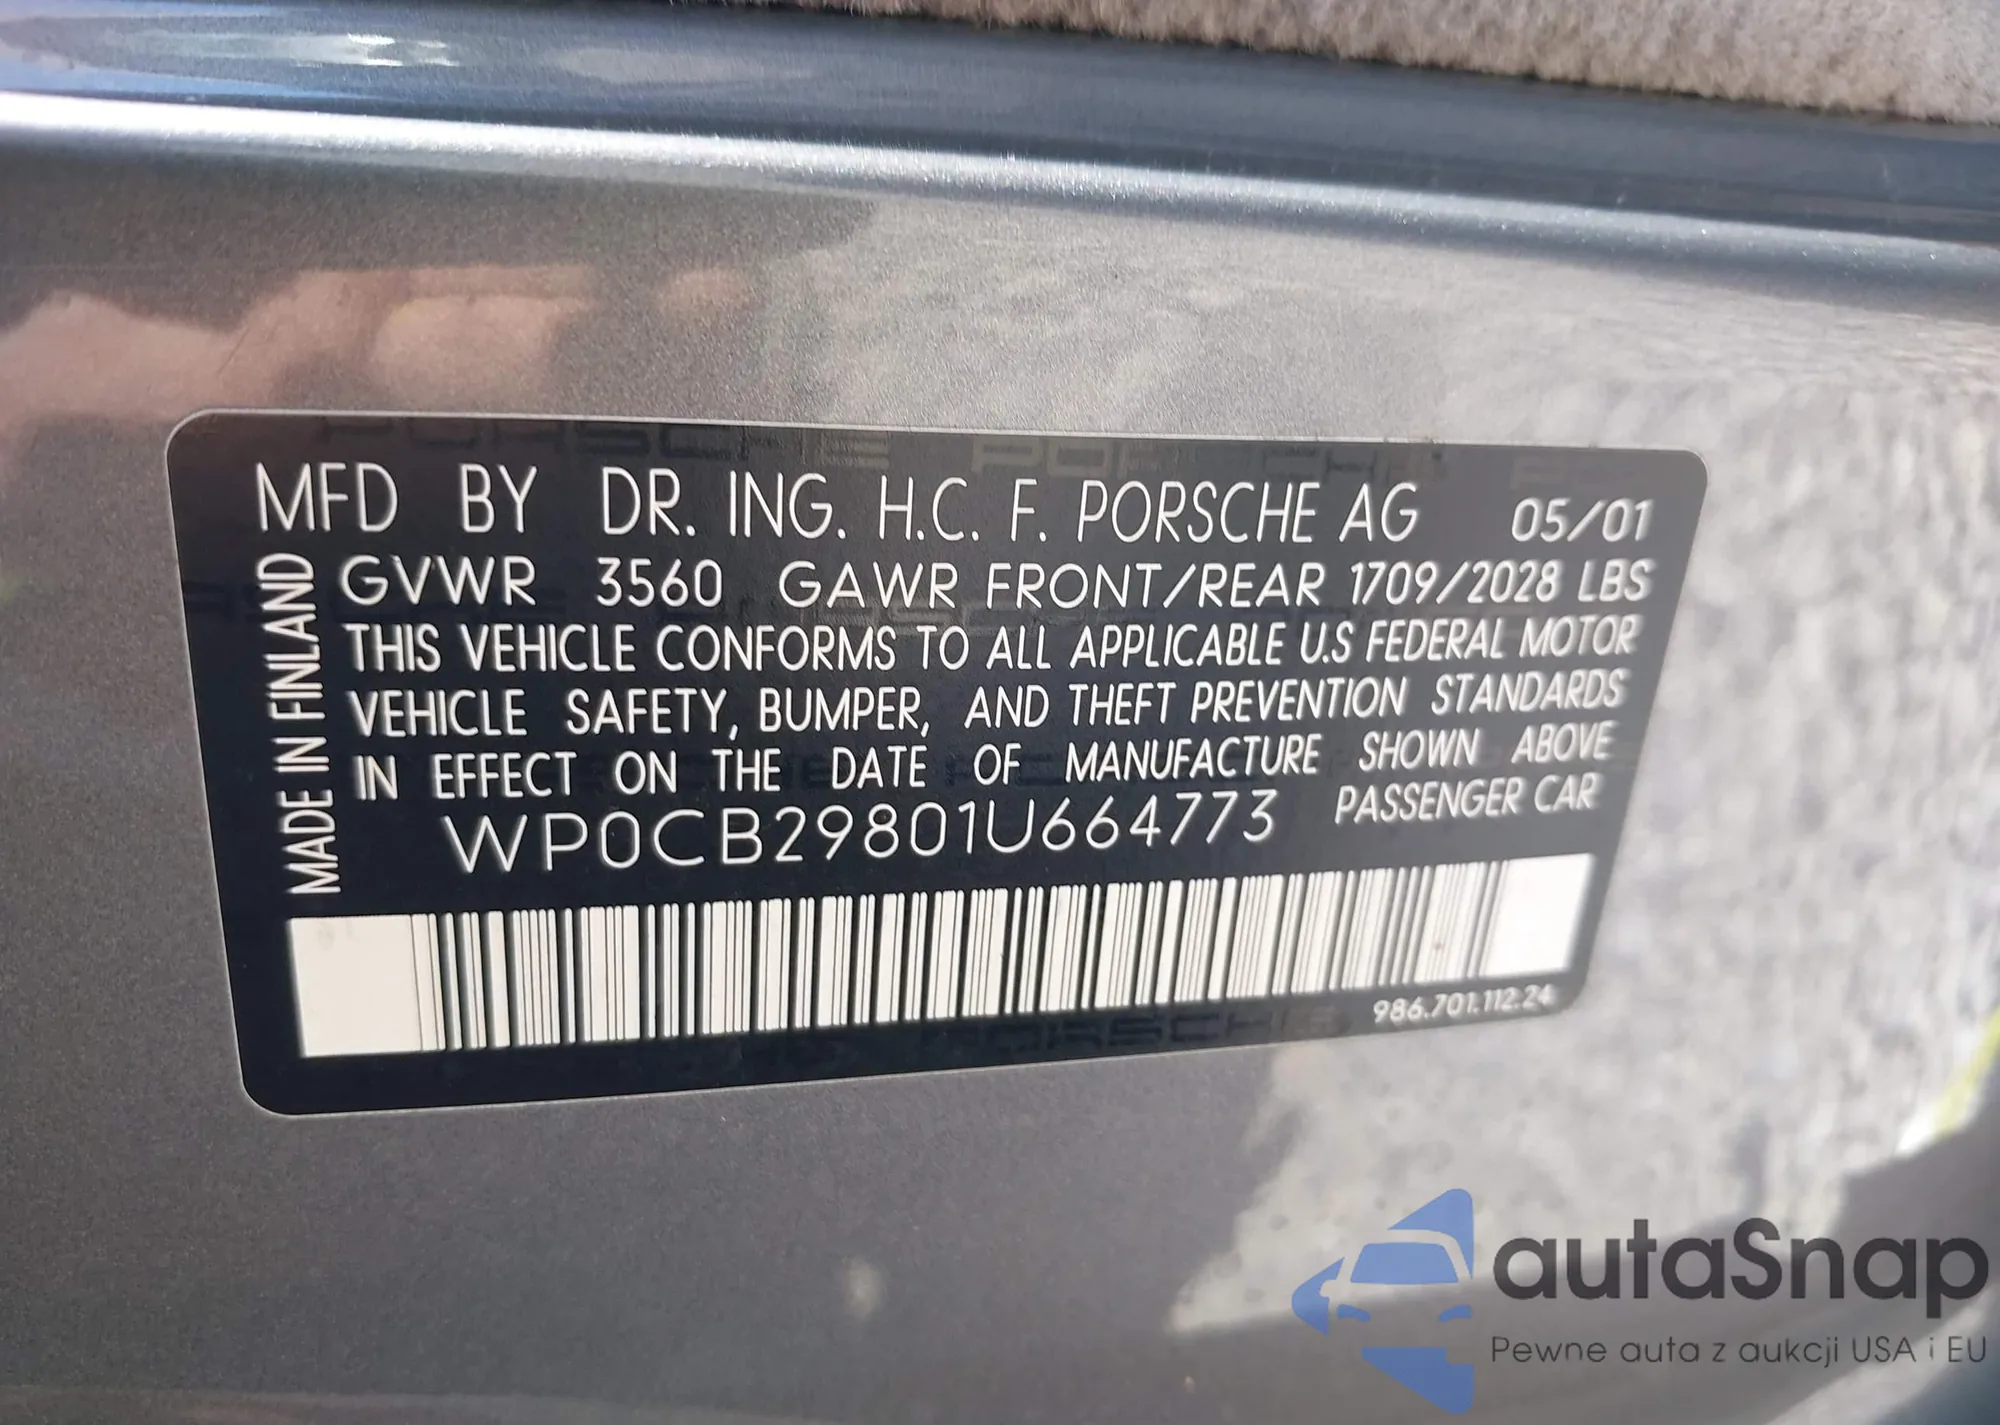 MFD BY DR. ING. H.C. F. PORSCHE AG 05/01
MADE IN FINLAND
GVWR 3560 GAWR FRONT/REAR 1709/2028 LBS
THIS VEHICLE CONFORMS TO ALL APPLICABLE U.S FEDERAL MOTOR
VEHICLE SAFETY, BUMPER, AND THEFT PREVENTION STANDARDS
IN EFFECT ON THE DATE OF MANUFACTURE SHOWN ABOVE
WP0CB29801U664773 PASSENGER CAR
986.701.112.24
autaSnap
Pewne auta z aukcji USA i EU